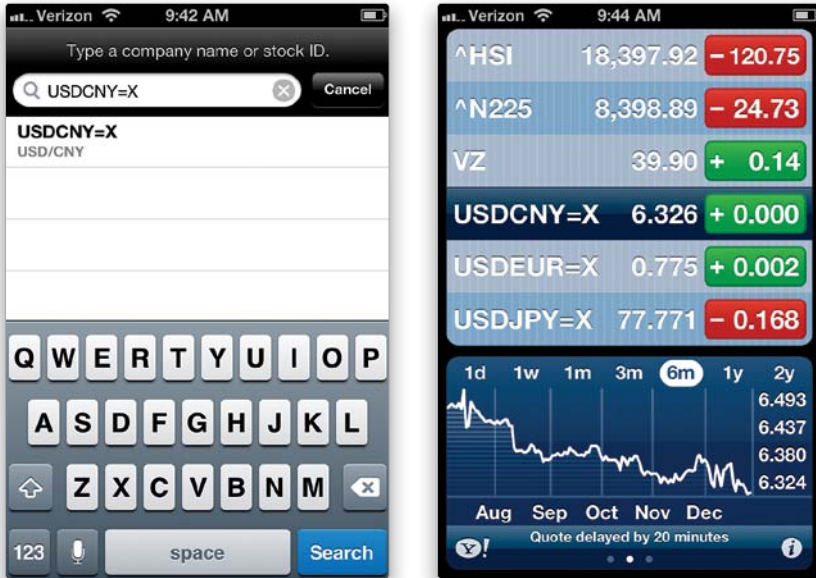 Verizon 9:42 AM
Type a company name or stock ID.
USDCNY=X Cancel
USDCNY=X
USD/CNY
Q W E R T Y U I O P
A S D F G H J K L
Z X C V B N M
123 space Search
Verizon 9:44 AM
^HSI 18,397.92 − 120.75
^N225 8,398.89 − 24.73
VZ 39.90 + 0.14
USDCNY=X 6.326 + 0.000
USDEUR=X 0.775 + 0.002
USDJPY=X 77.771 − 0.168
1d 1w 1m 3m 6m 1y 2y
6.493
6.437
6.380
6.324
Aug Sep Oct Nov Dec
Y! Quote delayed by 20 minutes i